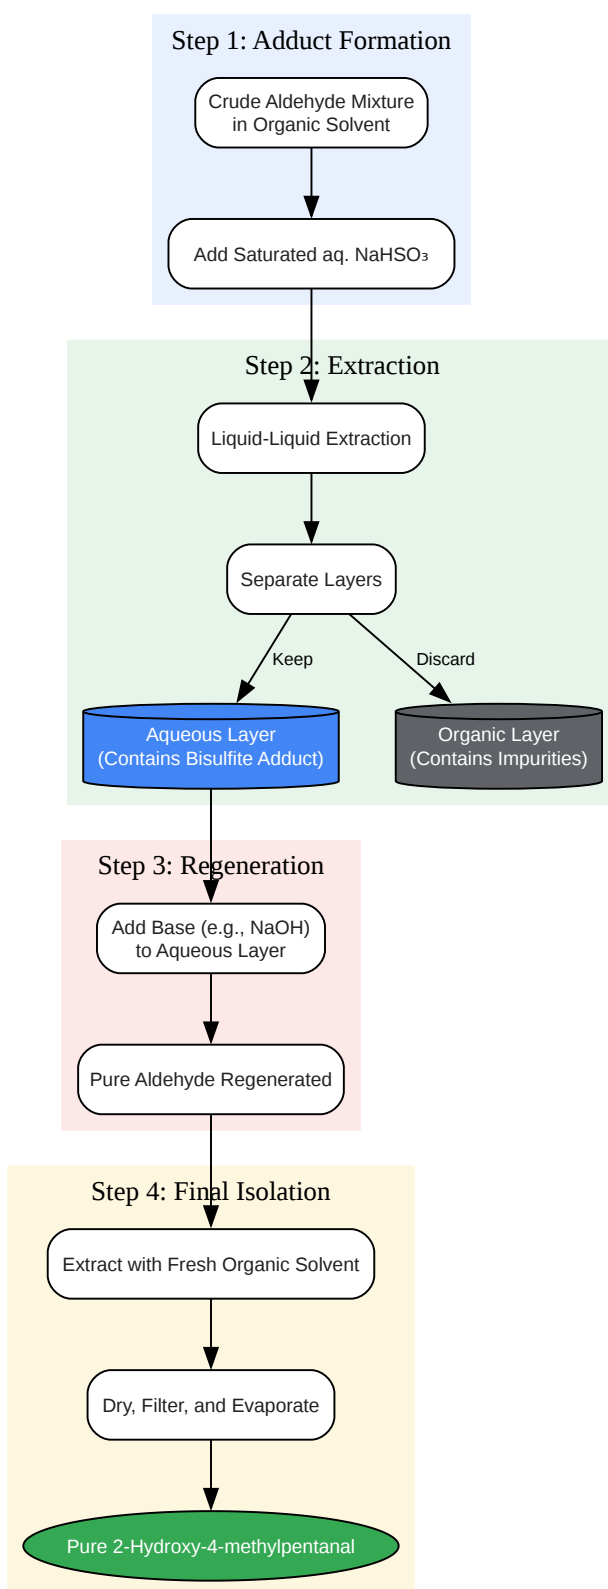 Step 1: Adduct Formation
Crude Aldehyde Mixture
in Organic Solvent
Add Saturated aq. NaHSO₃
Step 2: Extraction
Liquid-Liquid Extraction
Separate Layers
Keep
Discard
Aqueous Layer
(Contains Bisulfite Adduct)
Organic Layer
(Contains Impurities)
Step 3: Regeneration
Add Base (e.g., NaOH)
to Aqueous Layer
Pure Aldehyde Regenerated
Step 4: Final Isolation
Extract with Fresh Organic Solvent
Dry, Filter, and Evaporate
Pure 2-Hydroxy-4-methylpentanal